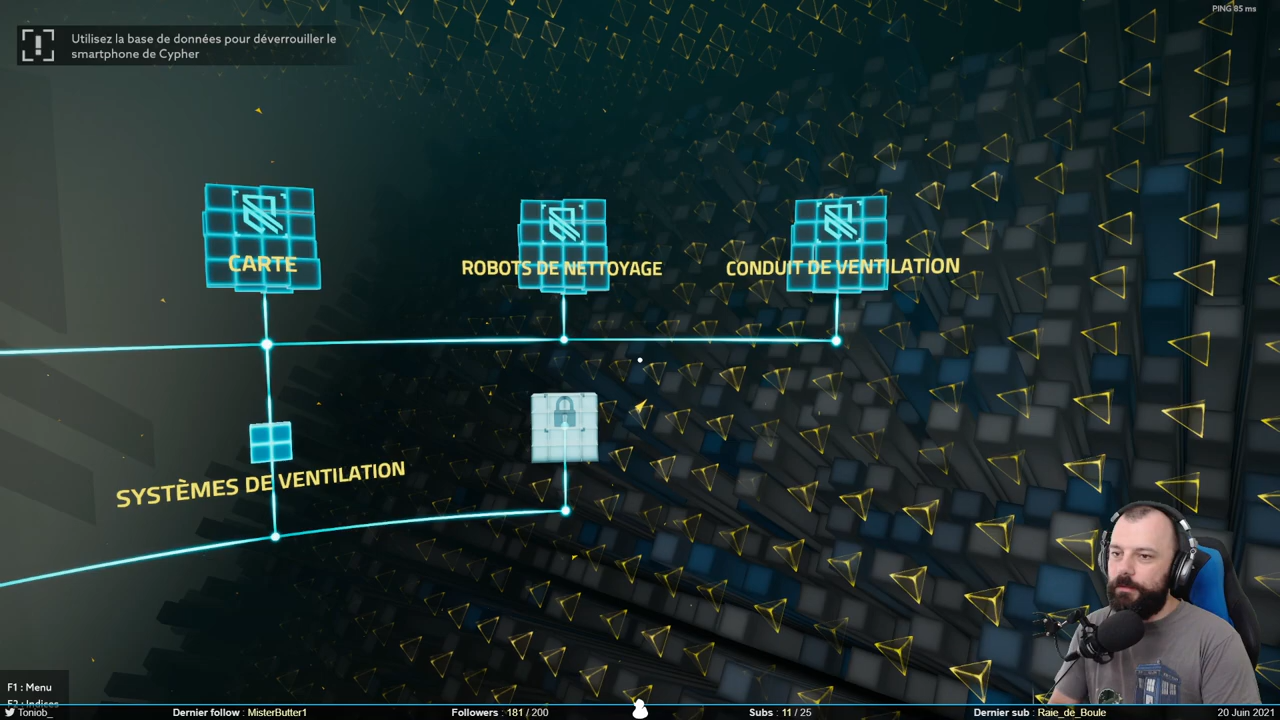 PING 85 ms
Utilisez la base de données pour déverrouiller le
smartphone de Cypher
CARTE
ROBOTS DE NETTOYAGE
CONDUIT DE VENTILATION
SYSTÈMES DE VENTILATION
F1 : Menu
F2 : Indices
Toniob_
Dernier follow : MisterButter1
Followers : 181 / 200
Subs : 11 / 25
Dernier sub : Raie_de_Boule
20 Juin 2021